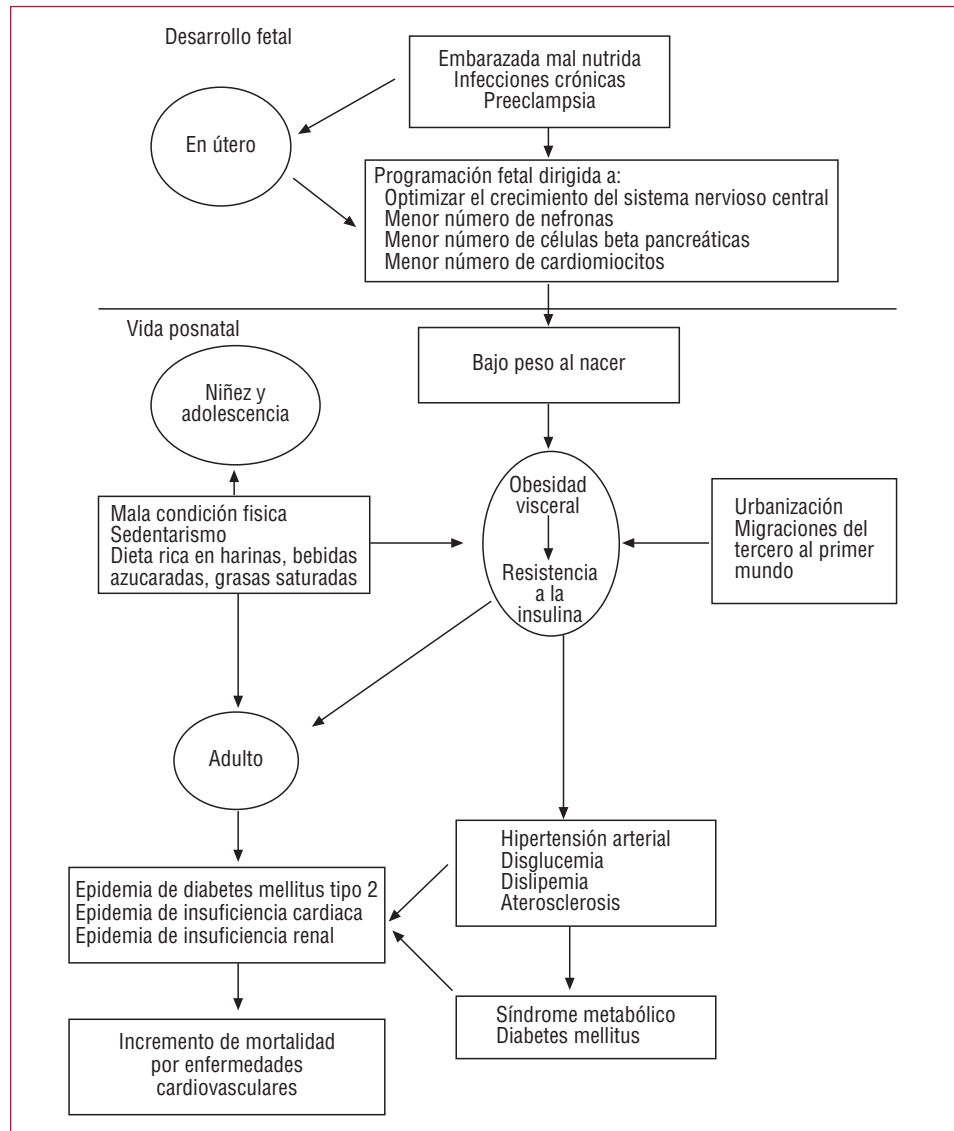 Desarrollo fetal
Embarazada mal nutrida
Infecciones crónicas
Preeclampsia
En útero
Programación fetal dirigida a:
Optimizar el crecimiento del sistema nervioso central
Menor número de nefronas
Menor número de células beta pancreáticas
Menor número de cardiomiocitos
Vida posnatal
Bajo peso al nacer
Niñez y
adolescencia
Obesidad
visceral
Resistencia
a la
insulina
Mala condición fisica
Sedentarismo
Dieta rica en harinas, bebidas
azucaradas, grasas saturadas
Urbanización
Migraciones del
tercero al primer
mundo
Adulto
Hipertensión arterial
Disglucemia
Dislipemia
Aterosclerosis
Epidemia de diabetes mellitus tipo 2
Epidemia de insuficiencia cardiaca
Epidemia de insuficiencia renal
Síndrome metabólico
Diabetes mellitus
Incremento de mortalidad
por enfermedades
cardiovasculares